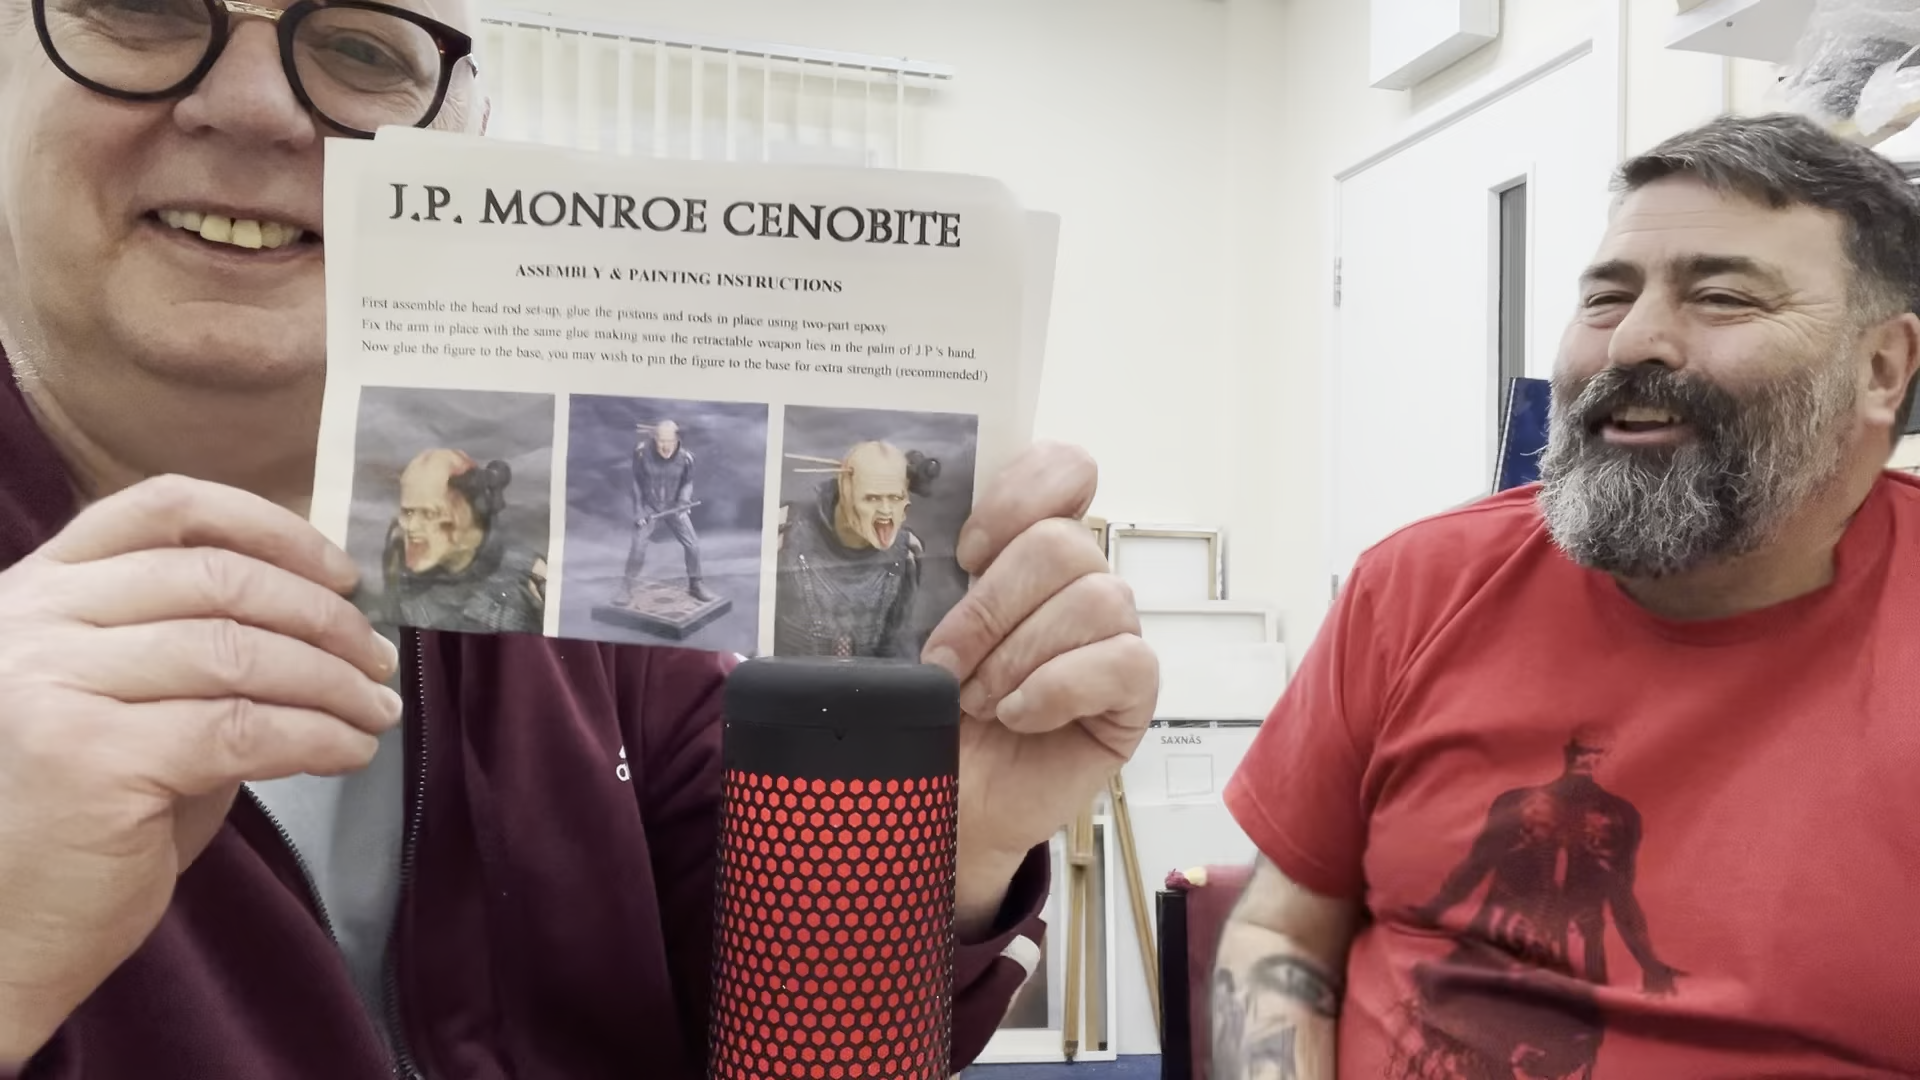 J.P. MONROE CENOBITE
ASSEMBLY & PAINTING INSTRUCTIONS
First assemble the head rod set-up, glue the pistons and rods in place using two-part epoxy
Fix the arm in place with the same glue making sure the retractable weapon lies in the palm of J.P's hand.
Now glue the figure to the base, you may wish to pin the figure to the base for extra strength (recommended!)
SAXNÄS